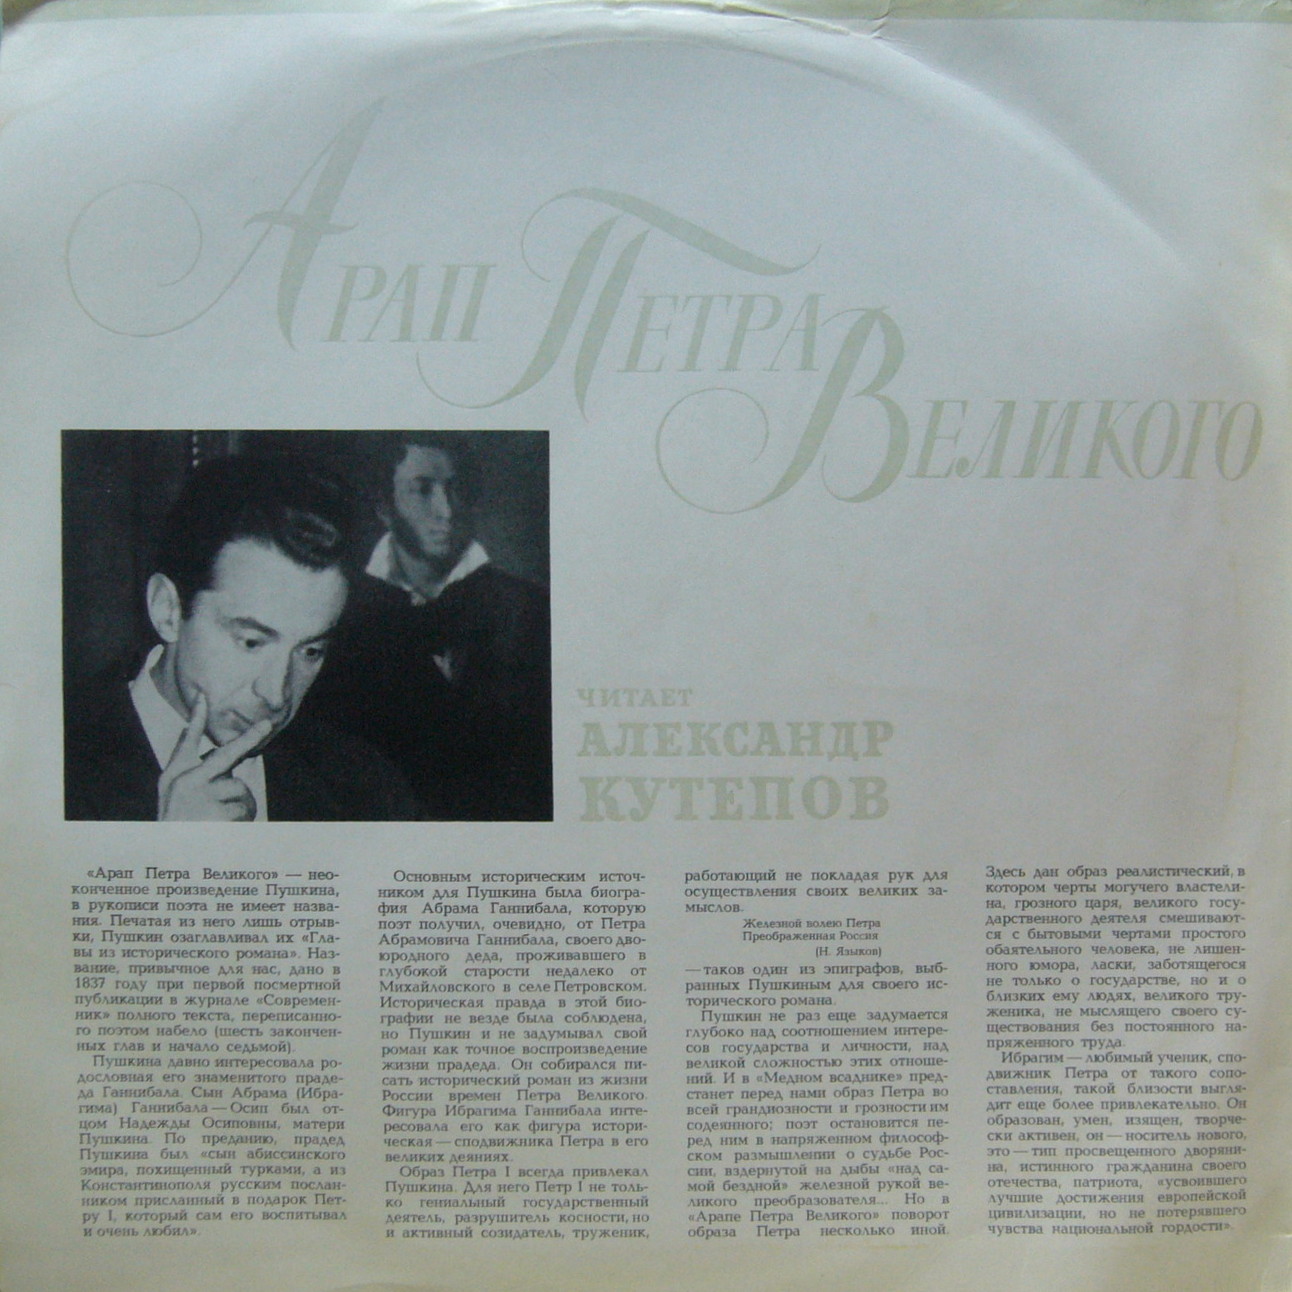 Арап Петра Великого
ЧИТАЕТ
АЛЕКСАНДР
КУТЕПОВ
«Арап Петра Великого» — нео-
конченное произведение Пушкина,
в рукописи поэта не имеет назва-
ния. Печатая из него лишь отрыв-
ки, Пушкин озаглавливал их «Гла-
вы из исторического романа». Наз-
вание, привычное для нас, дано в
1837 году при первой посмертной
публикации в журнале «Современ-
ник» полного текста, переписанно-
го поэтом набело (шесть закончен-
ных глав и начало седьмой).
Пушкина давно интересовала ро-
дословная его знаменитого праде-
да Ганнибала. Сын Абрама (Ибра-
гима) Ганнибала — Осип был от-
цом Надежды Осиповны, матери
Пушкина. По преданию, прадед
Пушкина был «сын абиссинского
эмира, похищенный турками, а из
Константинополя русским послан-
ником присланный в подарок Пет-
ру I, который сам его воспитывал
и очень любил».
Основным историческим источ-
ником для Пушкина была биогра-
фия Абрама Ганнибала, которую
поэт получил, очевидно, от Петра
Абрамовича Ганнибала, своего дво-
юродного деда, проживавшего в
глубокой старости недалеко от
Михайловского в селе Петровском.
Историческая правда в этой био-
графии не везде была соблюдена,
но Пушкин и не задумывал свой
роман как точное воспроизведение
жизни прадеда. Он собирался пи-
сать исторический роман из жизни
России времен Петра Великого.
Фигура Ибрагима Ганнибала инте-
ресовала его как фигура истори-
ческая — сподвижника Петра в его
великих деяниях.
Образ Петра I всегда привлекал
Пушкина. Для него Петр I не толь-
ко гениальный государственный
деятель, разрушитель косности, но
и активный созидатель, труженик,
работающий не покладая рук для
осуществления своих великих за-
мыслов.
Железной волею Петра
Преображенная Россия
(Н. Языков)
— таков один из эпиграфов, выб-
ранных Пушкиным для своего ис-
торического романа.
Пушкин не раз еще задумается
глубоко над соотношением интере-
сов государства и личности, над
великой сложностью этих отноше-
ний. И в «Медном всаднике» пред-
станет перед нами образ Петра во
всей грандиозности и грозности им
содеянного; поэт остановится пе-
ред ним в напряженном философ-
ском размышлении о судьбе Рос-
сии, вздернутой на дыбы «над са-
мой бездной» железной рукой ве-
ликого преобразователя... Но в
«Арапе Петра Великого» поворот
образа Петра несколько иной.
Здесь дан образ реалистический, в
котором черты могучего властели-
на, грозного царя, великого госу-
дарственного деятеля смешивают-
ся с бытовыми чертами простого
обаятельного человека, не лишен-
ного юмора, ласки, заботящегося
не только о государстве, но и о
близких ему людях, великого тру-
женика, не мыслящего своего су-
ществования без постоянного на-
пряженного труда.
Ибрагим — любимый ученик, спо-
движник Петра от такого сопо-
ставления, такой близости выгля-
дит еще более привлекательно. Он
образован, умен, изящен, творче-
ски активен, он — носитель нового,
это — тип просвещенного дворяни-
на, истинного гражданина своего
отечества, патриота, «усвоившего
лучшие достижения европейской
цивилизации, но не потерявшего
чувства национальной гордости».